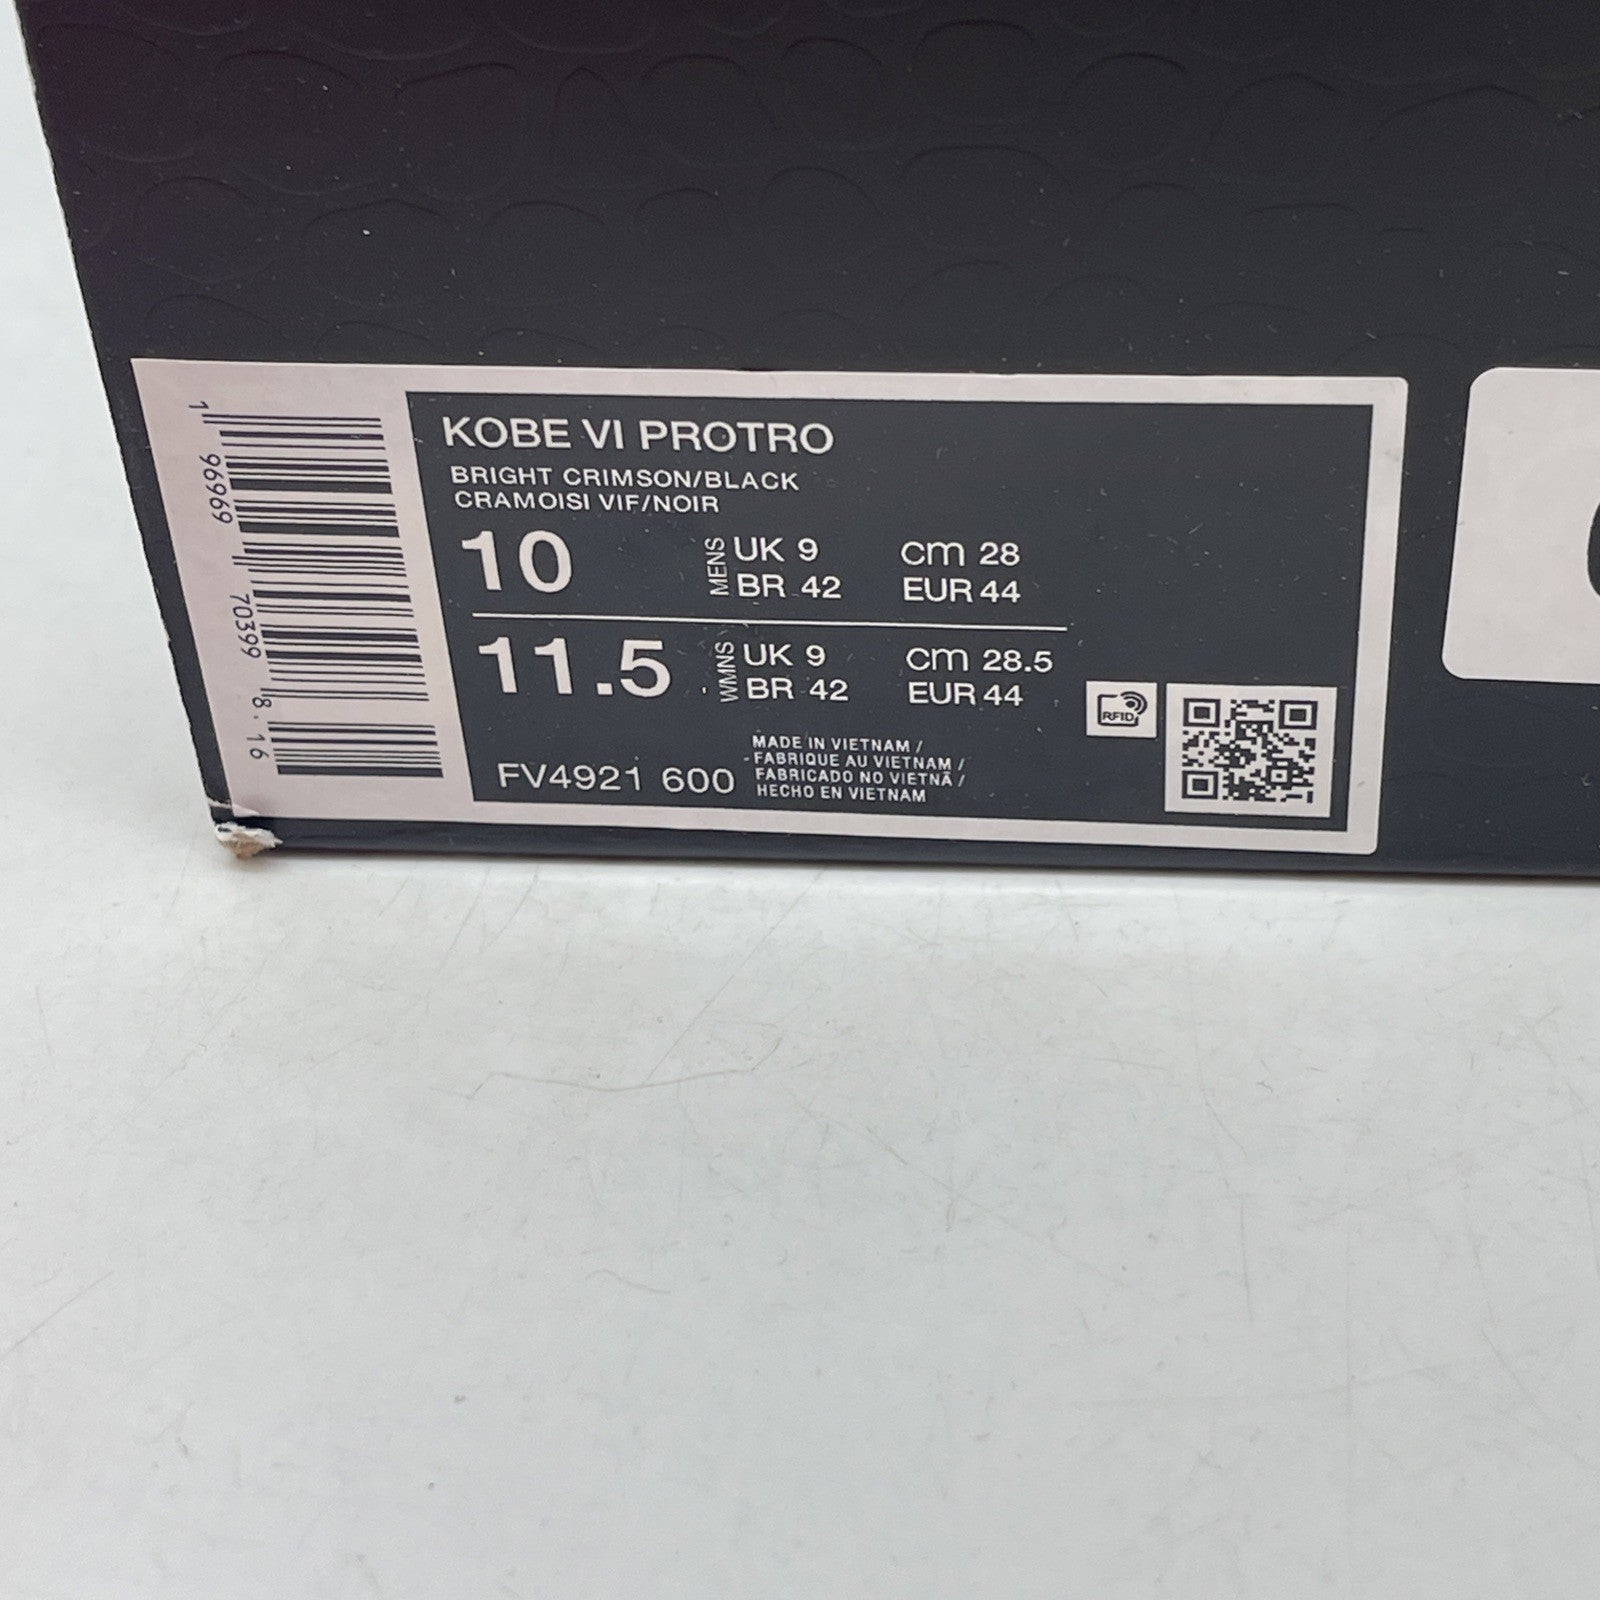 KOBE VI PROTRO
BRIGHT CRIMSON/BLACK
CRAMOISI VIF/NOIR
10 MENS UK 9 cm 28
BR 42 EUR 44
11.5 WMNS UK 9 cm 28.5
BR 42 EUR 44
FV4921 600
MADE IN VIETNAM /
FABRIQUE AU VIETNAM /
FABRICADO NO VIETNÃ /
HECHO EN VIETNAM
RFID
1 96969 70399 8.16